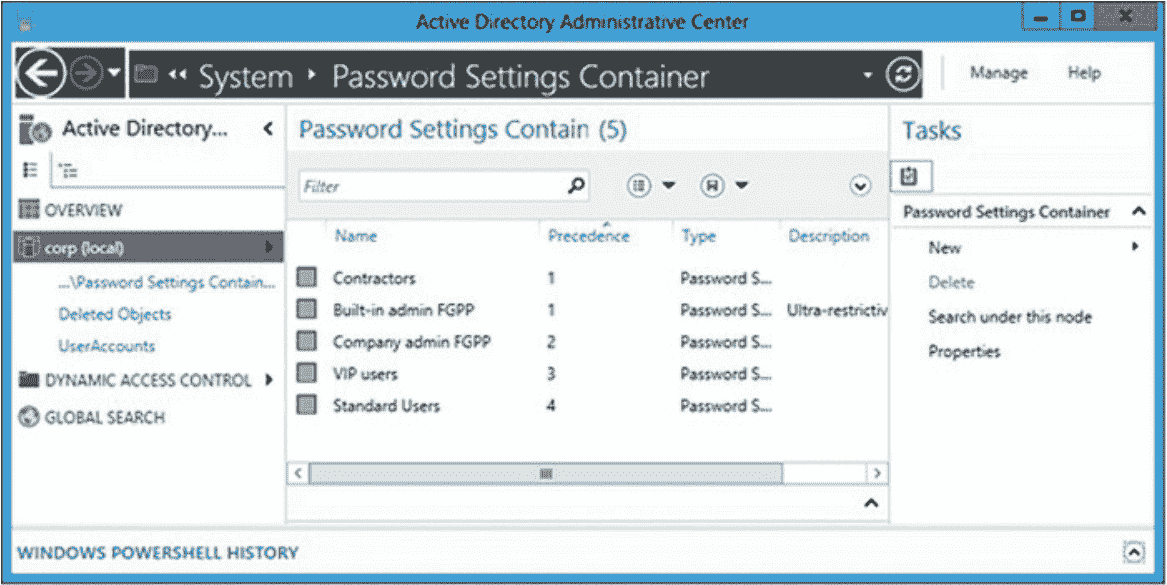 Active Directory Administrative Center
System Password Settings Container
Manage Help
Active Directory...
OVERVIEW
corp (local)
...\Password Settings Contain...
Deleted Objects
UserAccounts
DYNAMIC ACCESS CONTROL
GLOBAL SEARCH
Password Settings Contain (5)
Filter
Name Precedence Type Description
Contractors 1 Password S...
Built-in admin FGPP 1 Password S... Ultra-restrictiv
Company admin FGPP 2 Password S...
VIP users 3 Password S...
Standard Users 4 Password S...
Tasks
Password Settings Container
New
Delete
Search under this node
Properties
WINDOWS POWERSHELL HISTORY